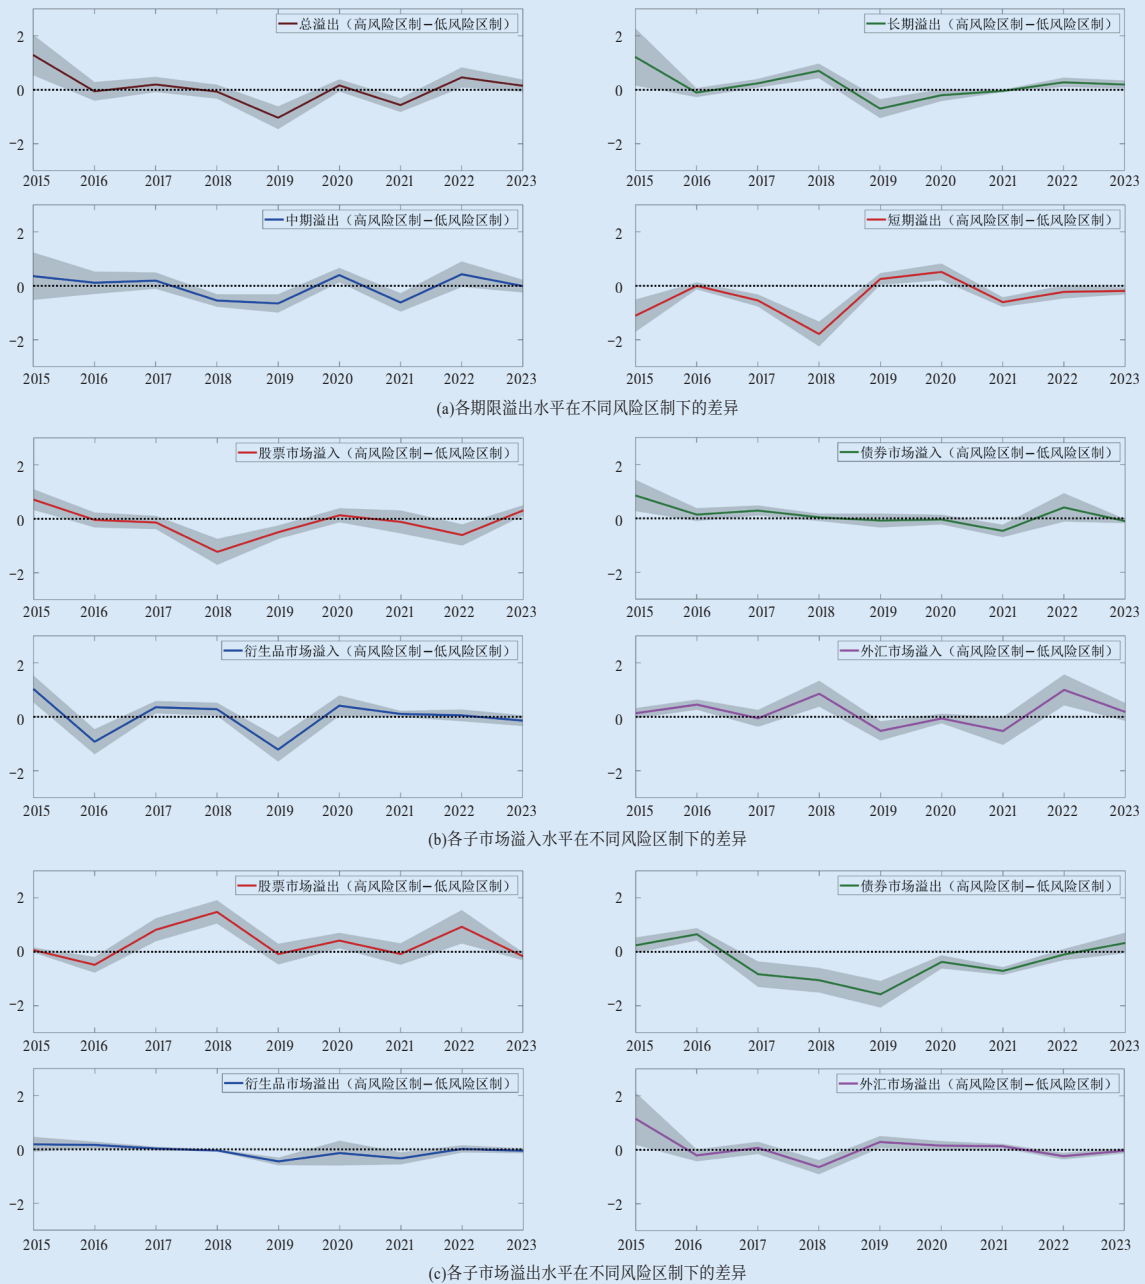 总溢出（高风险区制−低风险区制）
2
0
−2
2015 2016 2017 2018 2019 2020 2021 2022 2023
长期溢出（高风险区制−低风险区制）
2
0
−2
2015 2016 2017 2018 2019 2020 2021 2022 2023
中期溢出（高风险区制−低风险区制）
2
0
−2
2015 2016 2017 2018 2019 2020 2021 2022 2023
短期溢出（高风险区制−低风险区制）
2
0
−2
2015 2016 2017 2018 2019 2020 2021 2022 2023
(a)各期限溢出水平在不同风险区制下的差异
股票市场溢入（高风险区制−低风险区制）
2
0
−2
2015 2016 2017 2018 2019 2020 2021 2022 2023
债券市场溢入（高风险区制−低风险区制）
2
0
−2
2015 2016 2017 2018 2019 2020 2021 2022 2023
衍生品市场溢入（高风险区制−低风险区制）
2
0
−2
2015 2016 2017 2018 2019 2020 2021 2022 2023
外汇市场溢入（高风险区制−低风险区制）
2
0
−2
2015 2016 2017 2018 2019 2020 2021 2022 2023
(b)各子市场溢入水平在不同风险区制下的差异
股票市场溢出（高风险区制−低风险区制）
2
0
−2
2015 2016 2017 2018 2019 2020 2021 2022 2023
债券市场溢出（高风险区制−低风险区制）
2
0
−2
2015 2016 2017 2018 2019 2020 2021 2022 2023
衍生品市场溢出（高风险区制−低风险区制）
2
0
−2
2015 2016 2017 2018 2019 2020 2021 2022 2023
外汇市场溢出（高风险区制−低风险区制）
2
0
−2
2015 2016 2017 2018 2019 2020 2021 2022 2023
(c)各子市场溢出水平在不同风险区制下的差异